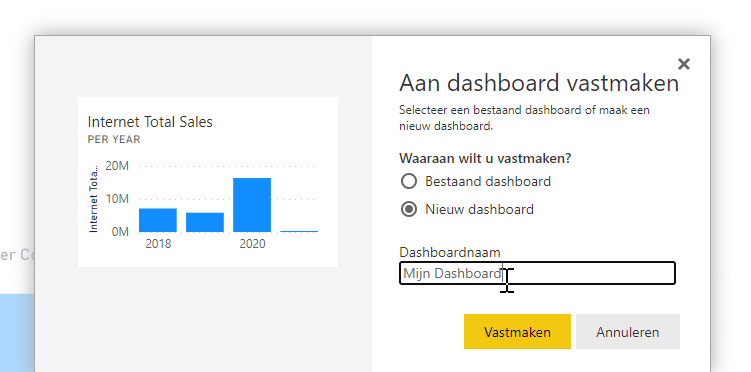 Aan dashboard vastmaken
Selecteer een bestaand dashboard of maak een
nieuw dashboard.
Waaraan wilt u vastmaken?
Bestaand dashboard
Nieuw dashboard
Dashboardnaam
Mijn Dashboard
Vastmaken
Annuleren
Internet Total Sales
PER YEAR
Internet Tota...
20M
10M
0M
2018
2020
er Co